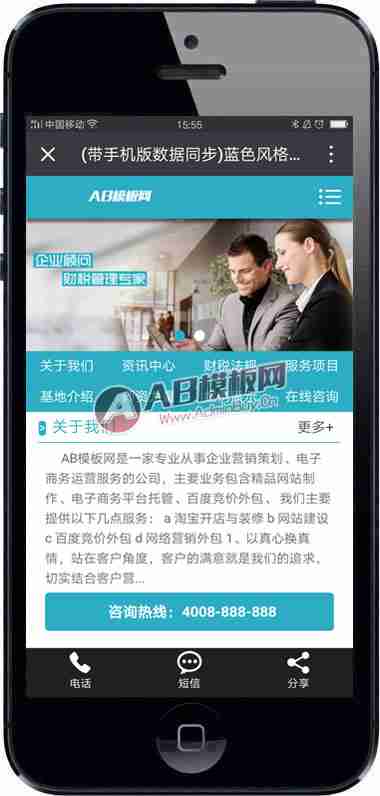 中国移动 15:55
(带手机版数据同步)蓝色风格...
AB模板网
企业顾问
财税管理专家
关于我们 资讯中心 财税法规 服务项目
基地介绍 在线咨询
AB模板网
Www.AdminBuy.Cn
关于我们 更多+
AB模板网是一家专业从事企业营销策划、电子
商务运营服务的公司，主要业务包含精品网站制
作、电子商务平台托管、百度竞价外包、 我们主要
提供以下几点服务： a 淘宝开店与装修 b 网站建设
c 百度竞价外包 d 网络营销外包 1、以真心换真
情，站在客户角度，客户的满意就是我们的追求、
切实结合客户营...
咨询热线：4008-888-888
电话 短信 分享